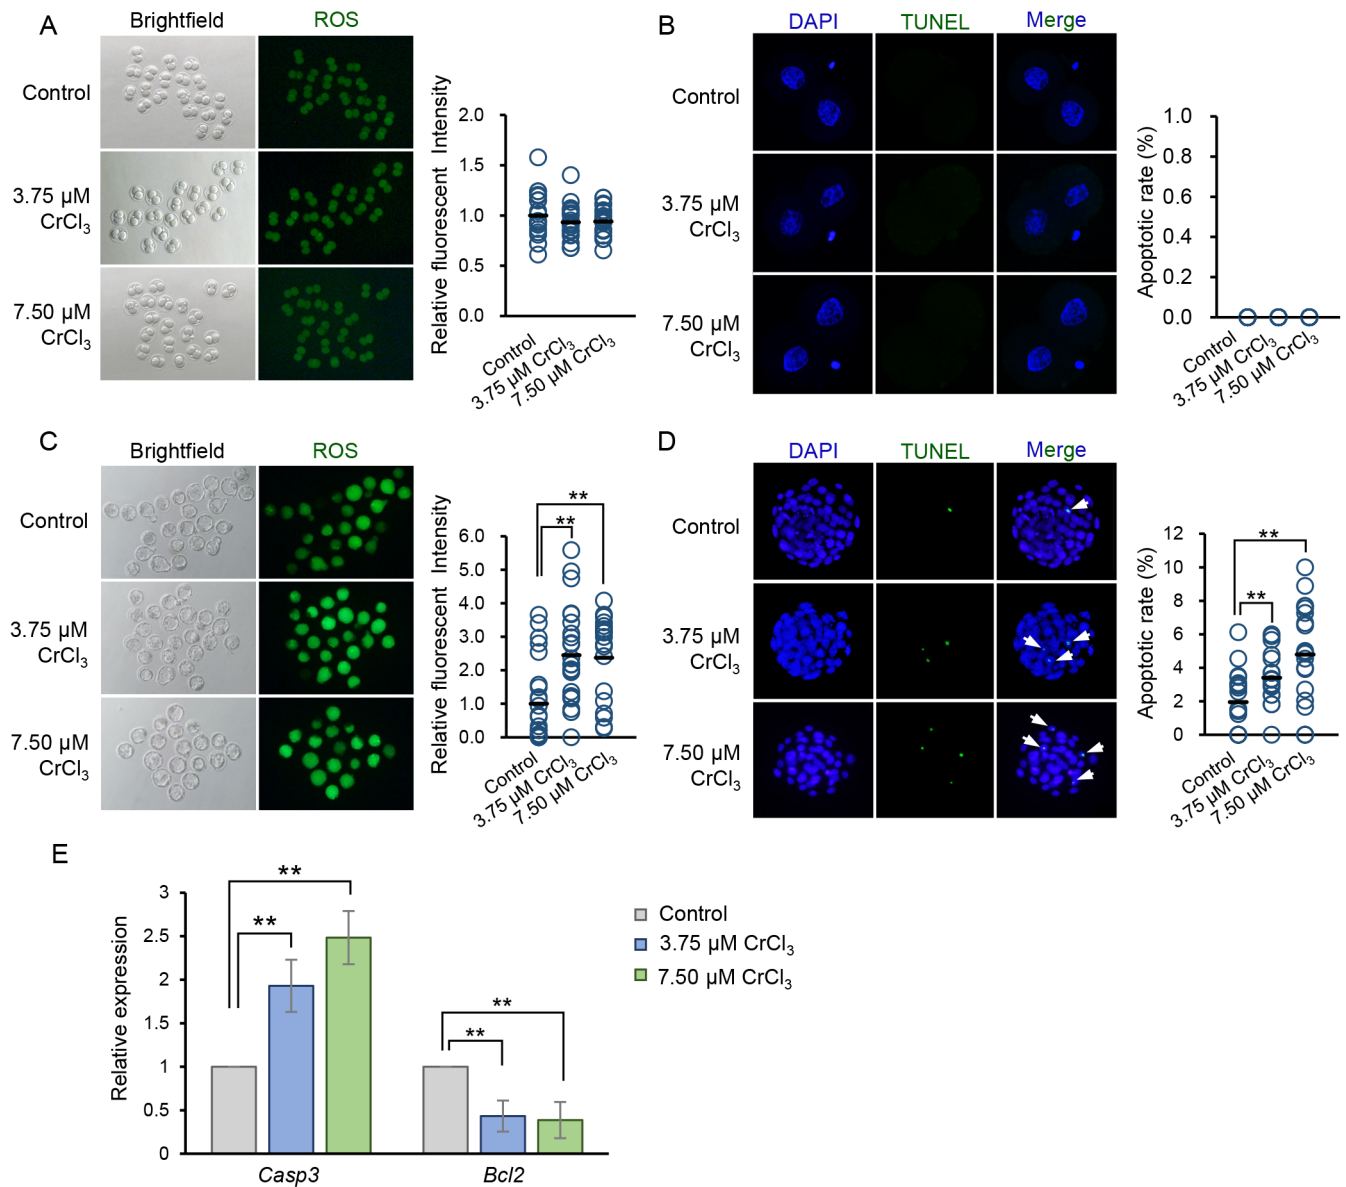 A
Brightfield
ROS
Control
3.75 µM
CrCl3
7.50 µM
CrCl3
Relative fluorescent Intensity
2.0
1.5
1.0
0.5
0.0
Control
3.75 µM CrCl3
7.50 µM CrCl3
B
DAPI
TUNEL
Merge
Control
3.75 µM
CrCl3
7.50 µM
CrCl3
Apoptotic rate (%)
1.0
0.8
0.6
0.4
0.2
0.0
Control
3.75 µM CrCl3
7.50 µM CrCl3
C
Brightfield
ROS
Control
3.75 µM
CrCl3
7.50 µM
CrCl3
Relative fluorescent Intensity
**
**
6.0
5.0
4.0
3.0
2.0
1.0
0.0
Control
3.75 µM CrCl3
7.50 µM CrCl3
D
DAPI
TUNEL
Merge
Control
3.75 µM
CrCl3
7.50 µM
CrCl3
Apoptotic rate (%)
**
**
12
10
8
6
4
2
0
Control
3.75 µM CrCl3
7.50 µM CrCl3
E
Relative expression
3
2.5
2
1.5
1
0.5
0
**
**
**
**
Casp3
Bcl2
Control
3.75 µM CrCl3
7.50 µM CrCl3